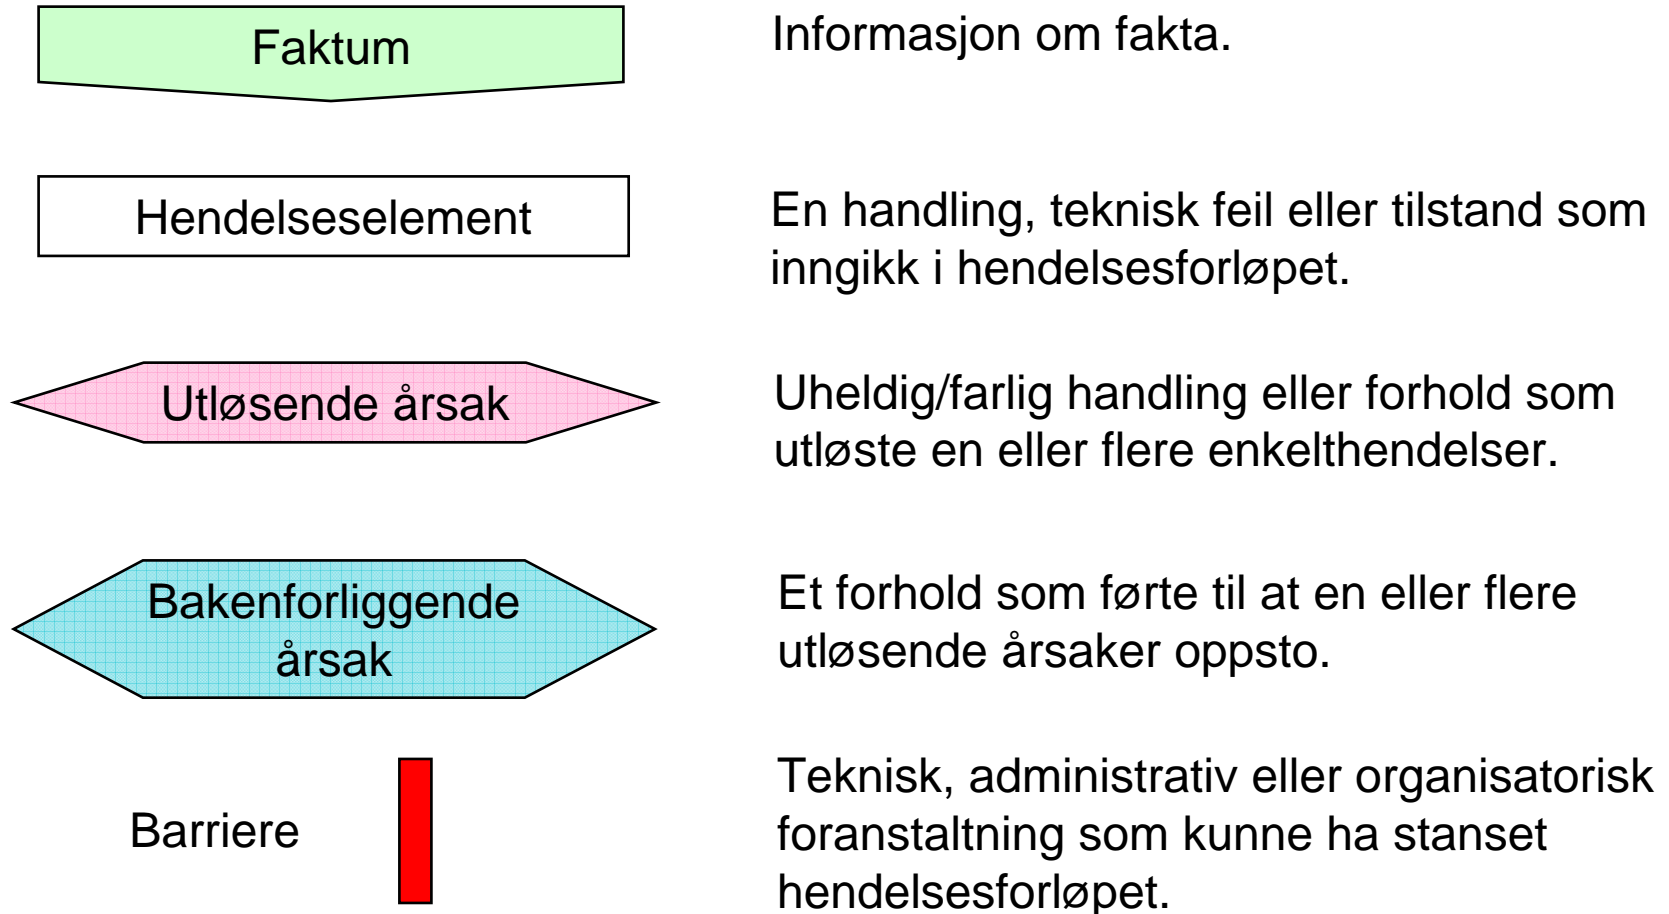 Faktum
Informasjon om fakta.
Hendelseselement
En handling, teknisk feil eller tilstand som
inngikk i hendelsesforløpet.
Utløsende årsak
Uheldig/farlig handling eller forhold som
utløste en eller flere enkelthendelser.
Bakenforliggende
årsak
Et forhold som førte til at en eller flere
utløsende årsaker oppsto.
Barriere
Teknisk, administrativ eller organisatorisk
foranstaltning som kunne ha stanset
hendelsesforløpet.